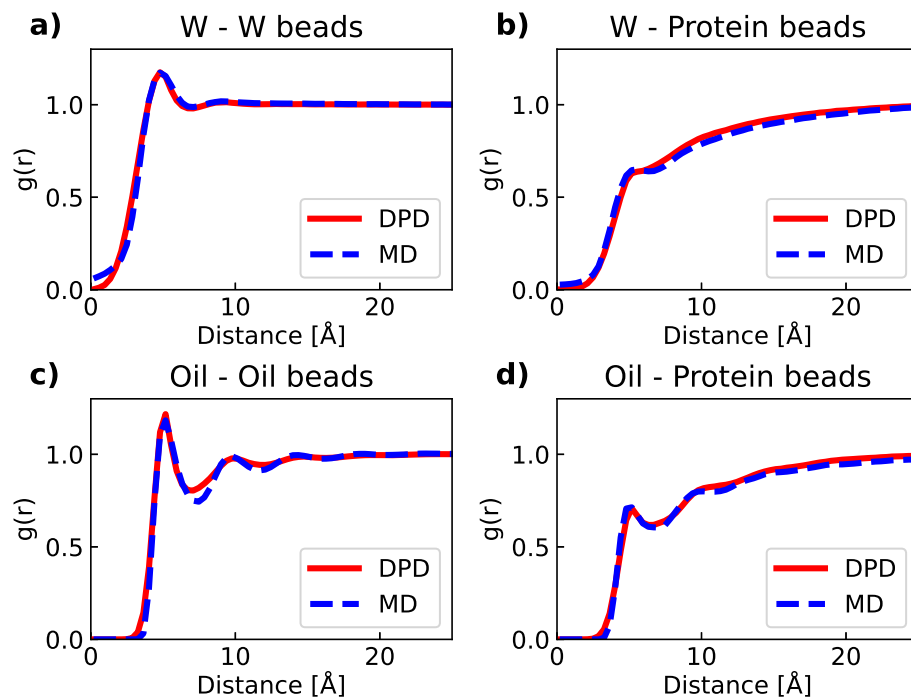 a) W - W beads
g(r)
1.0
0.5
0.0
DPD
MD
0 10 20
Distance [Å]
b) W - Protein beads
g(r)
1.0
0.5
0.0
DPD
MD
0 10 20
Distance [Å]
c) Oil - Oil beads
g(r)
1.0
0.5
0.0
DPD
MD
0 10 20
Distance [Å]
d) Oil - Protein beads
g(r)
1.0
0.5
0.0
DPD
MD
0 10 20
Distance [Å]